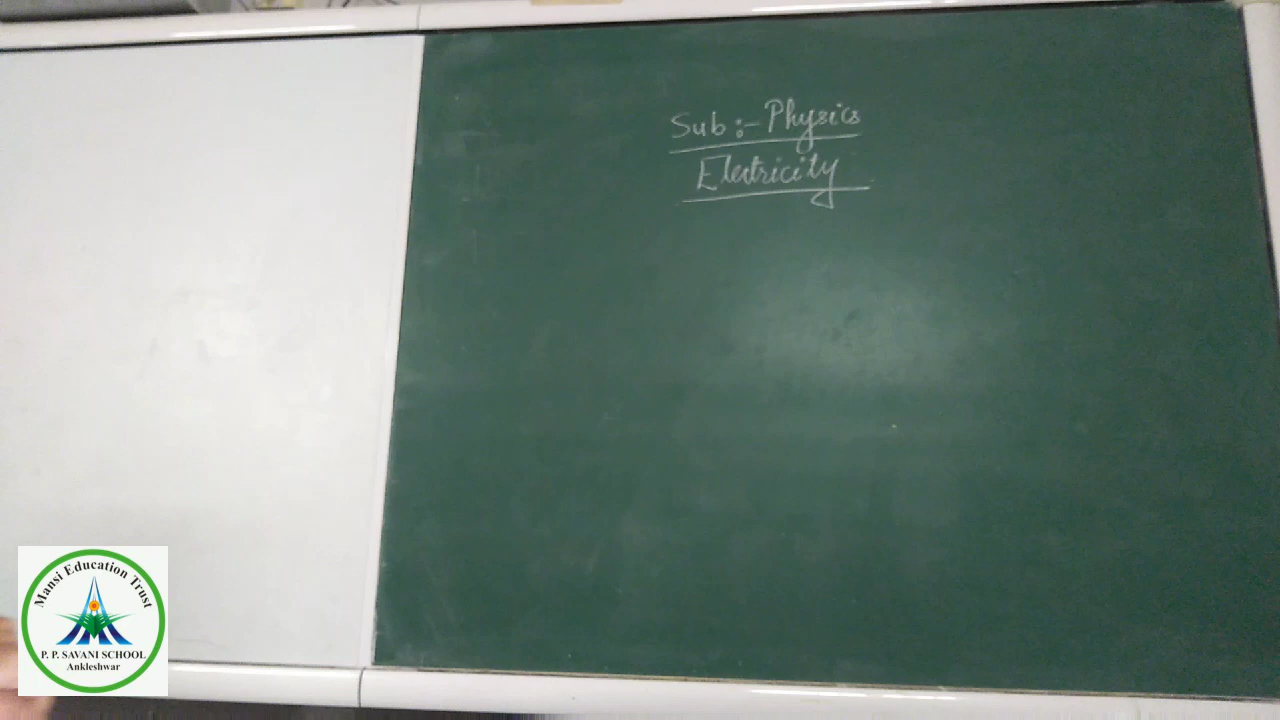 Sub :- Physics
Electricity
Mansi Education Trust
P. P. SAVANI SCHOOL
Ankleshwar